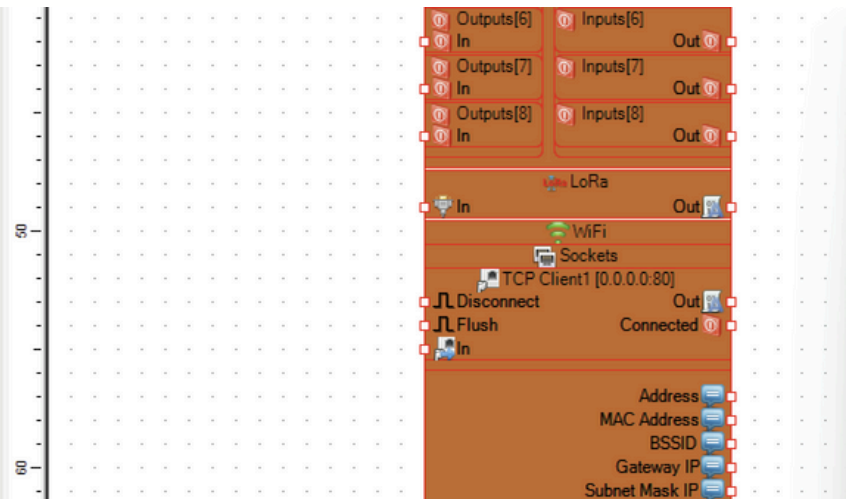 Outputs[6] Inputs[6]
In Out
Outputs[7] Inputs[7]
In Out
Outputs[8] Inputs[8]
In Out
LoRa
In Out
50
WiFi
Sockets
TCP Client1 [0.0.0.0:80]
Disconnect Out
Flush Connected
In
Address
MAC Address
BSSID
60
Gateway IP
Subnet Mask IP